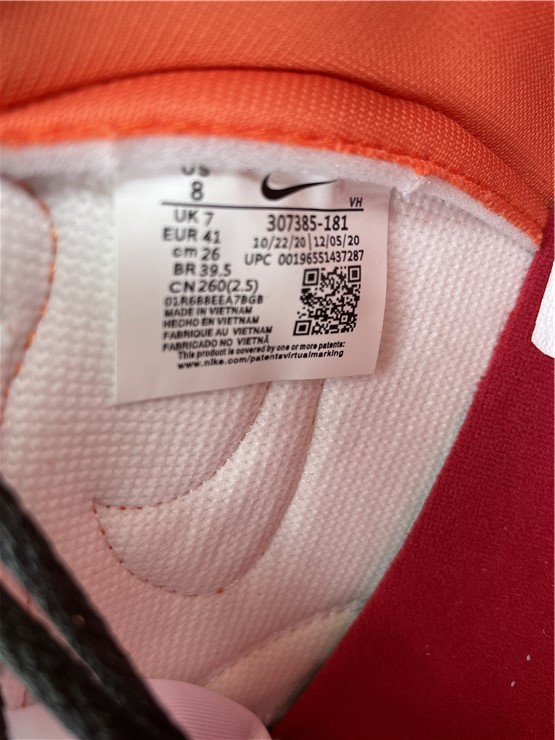 US
8
VH
UK 7
307385-181
EUR 41
10/22/20|12/05/20
cm 26
UPC 00196551437287
BR 39.5
CN 260(2.5)
MADE IN VIETNAM
HECHO EN VIETNAM
FABRIQUE AU VIETNAM
FABRICADO NO VIETNÃ
This product is covered by one or more patents:
www.nike.com/patentsvirtualmarking